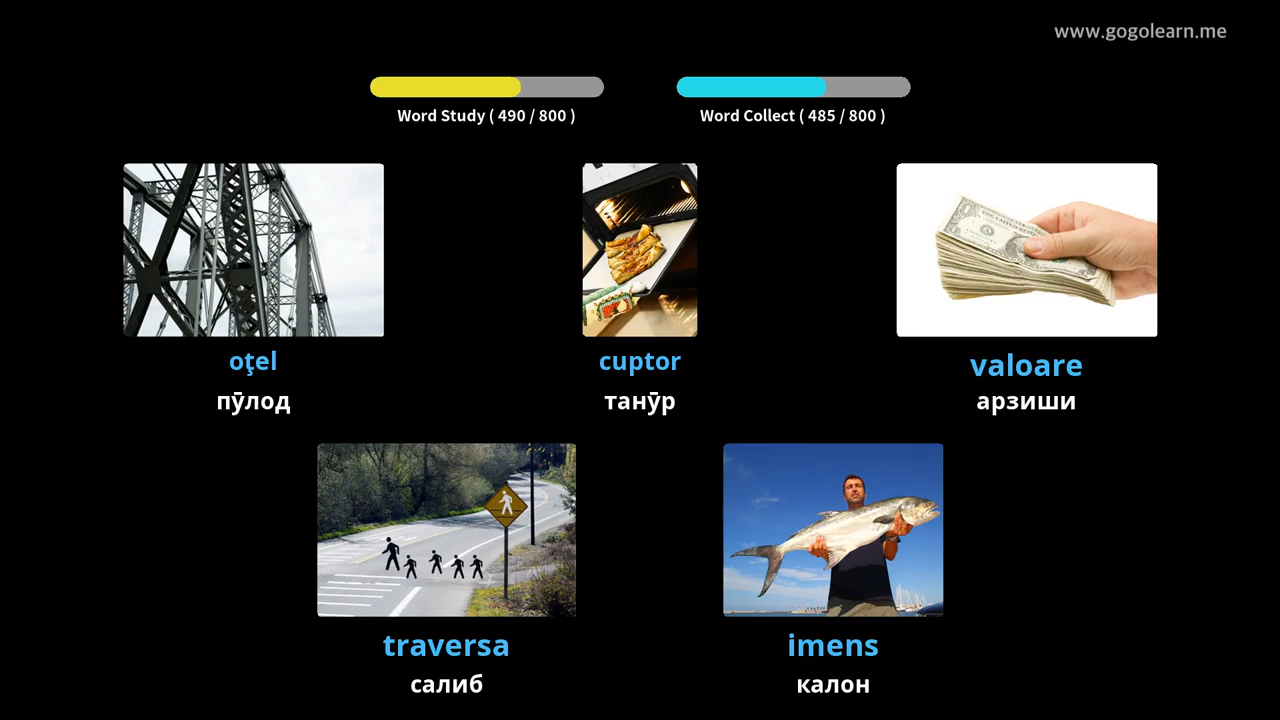 www.gogolearn.me
Word Study ( 490 / 800 )
Word Collect ( 485 / 800 )
oţel
cuptor
valoare
пӯлод
танӯр
арзиши
traversa
imens
салиб
калон